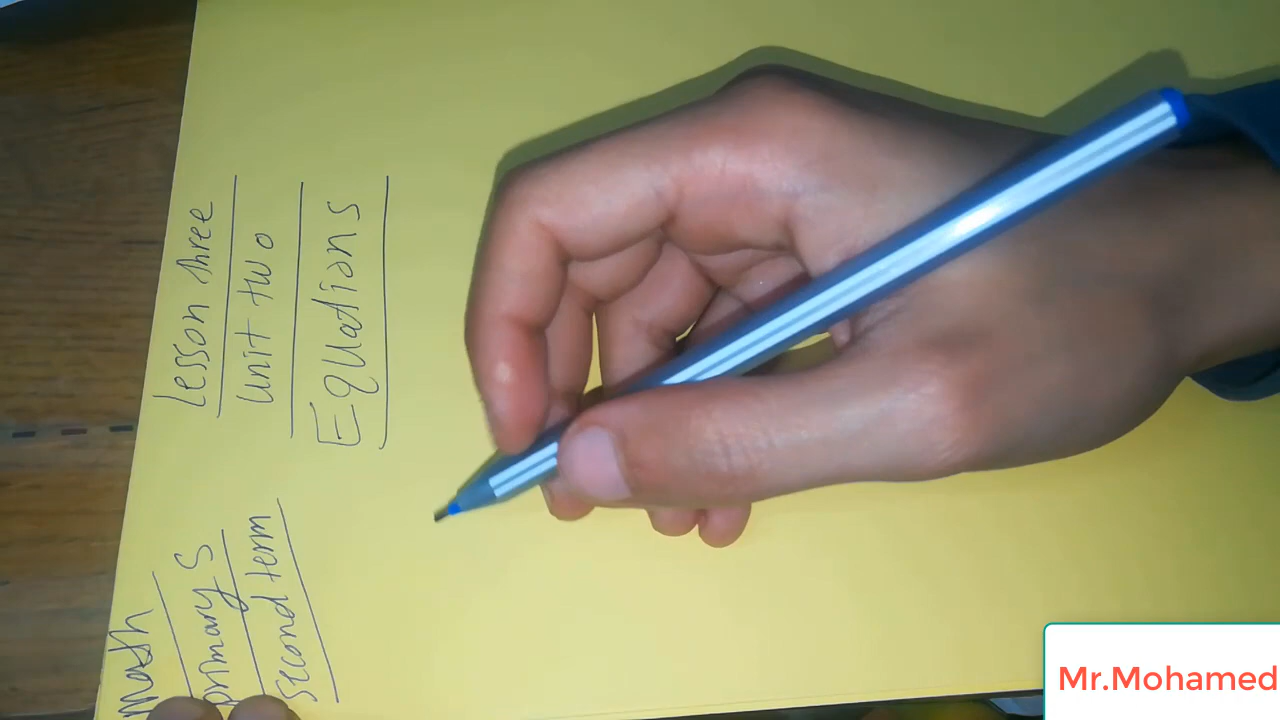 Math
primary 5
second term
Lesson three
unit two
Equations
Mr.Mohamed